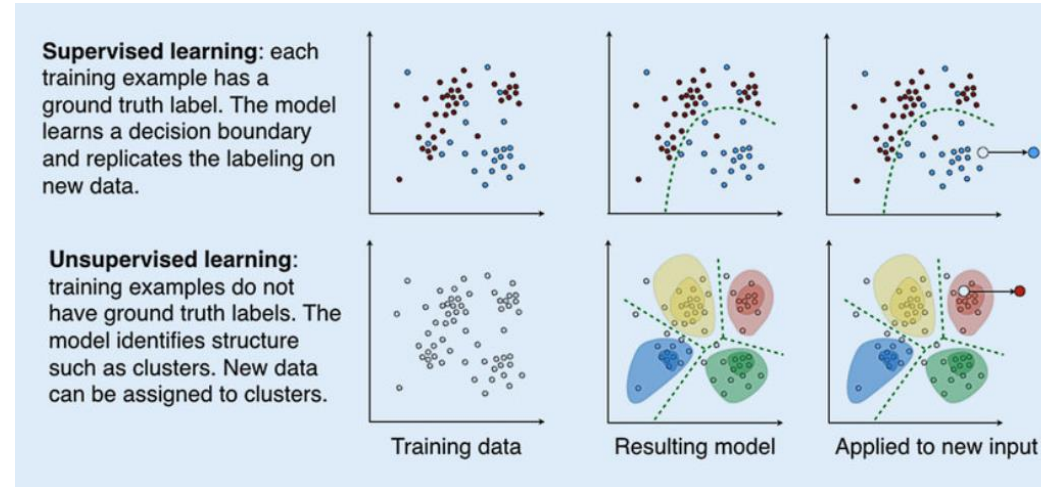 Supervised learning: each
training example has a
ground truth label. The model
learns a decision boundary
and replicates the labeling on
new data.
Unsupervised learning:
training examples do not
have ground truth labels. The
model identifies structure
such as clusters. New data
can be assigned to clusters.
Training data
Resulting model
Applied to new input